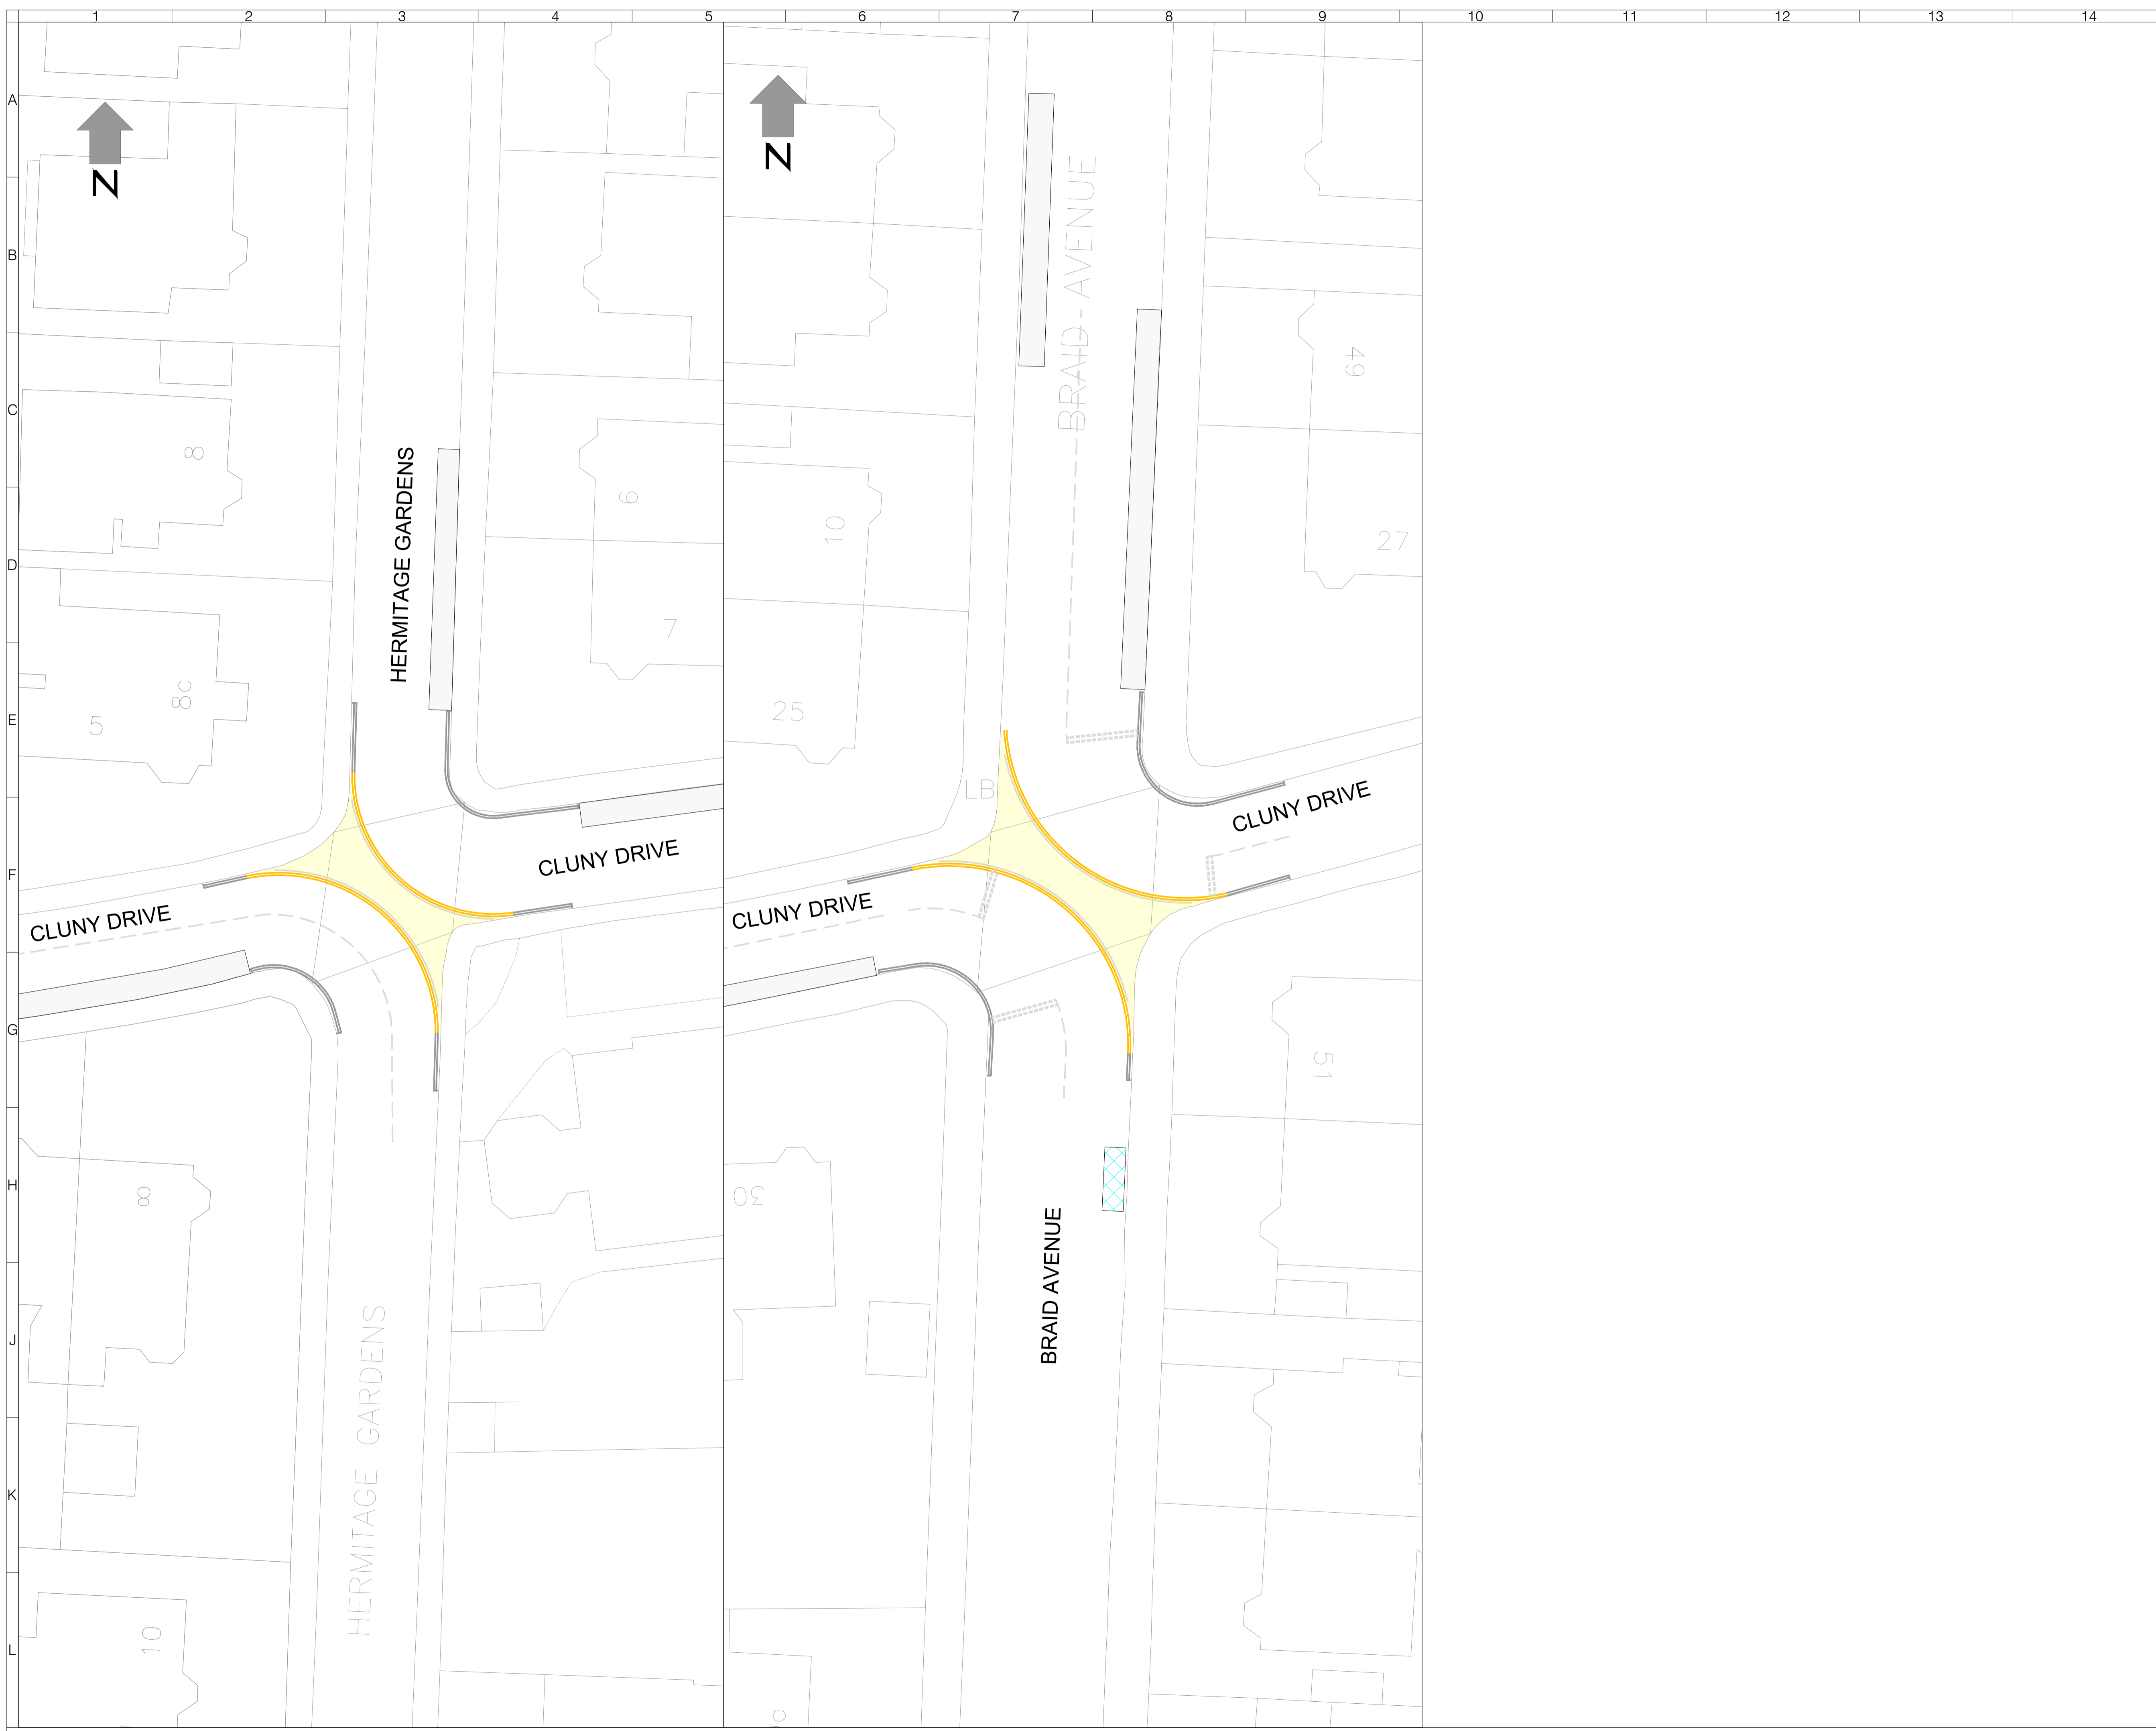 1 2 3 4 5 6 7 8 9 10 11 12 13 14
A
B
C
D
E
F
G
H
J
K
L
N
8
6
HERMITAGE GARDENS
7
8c
5
CLUNY DRIVE
CLUNY DRIVE
8
HERMITAGE GARDENS
10
N
BRAID AVENUE
49
10
27
25
LB
CLUNY DRIVE
CLUNY DRIVE
51
30
BRAID AVENUE